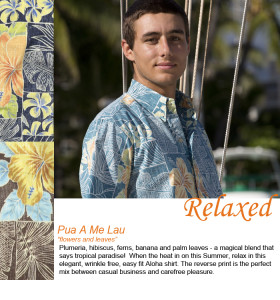 Relaxed
Pua A Me Lau
"flowers and leaves"
Plumeria, hibiscus, ferns, banana and palm leaves - a magical blend that
says tropical paradise! When the heat in on this Summer, relax in this
elegant, wrinkle free, easy fit Aloha shirt. The reverse print is the perfect
mix between casual business and carefree pleasure.